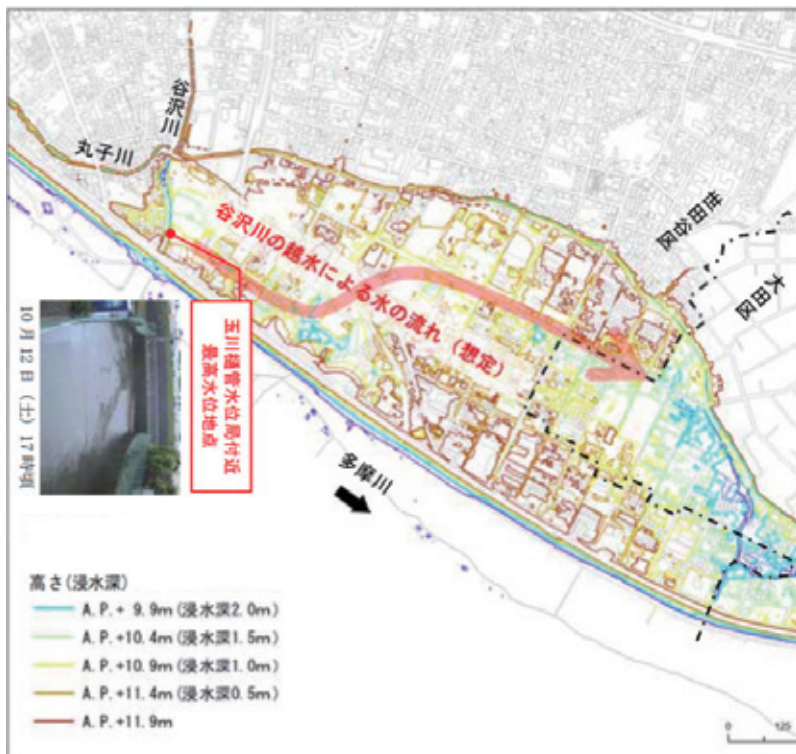 谷沢川
丸子川
谷沢川の越水による水の流れ（想定）
世田谷区
大田区
玉川樋管水位局付近
最高水位地点
10月12日（土）17時頃
多摩川
高さ(浸水深)
A.P.+ 9.9m(浸水深2.0m)
A.P.+10.4m(浸水深1.5m)
A.P.+10.9m(浸水深1.0m)
A.P.+11.4m(浸水深0.5m)
A.P.+11.9m
0 125